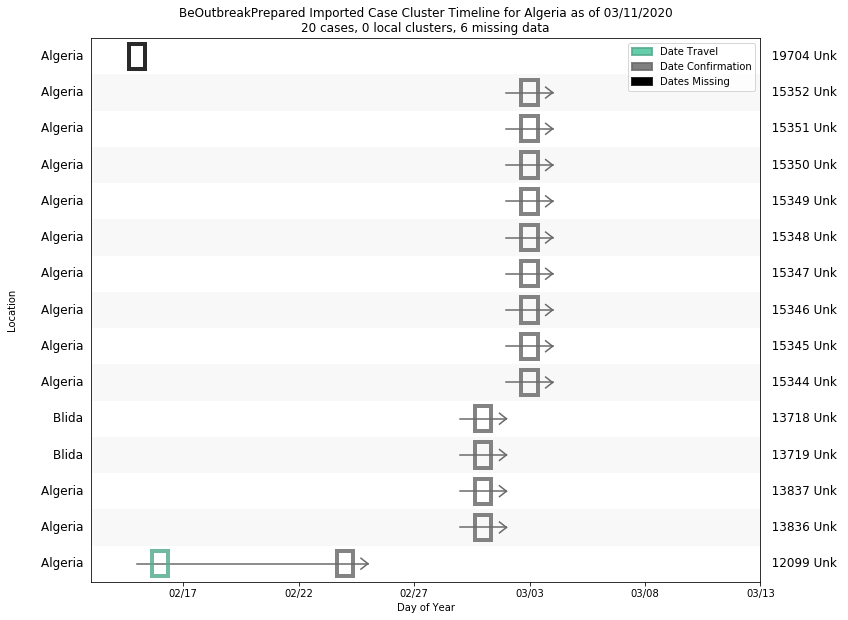 BeOutbreakPrepared Imported Case Cluster Timeline for Algeria as of 03/11/2020
20 cases, 0 local clusters, 6 missing data
Date Travel
Date Confirmation
Dates Missing
Location
Algeria 19704 Unk
Algeria 15352 Unk
Algeria 15351 Unk
Algeria 15350 Unk
Algeria 15349 Unk
Algeria 15348 Unk
Algeria 15347 Unk
Algeria 15346 Unk
Algeria 15345 Unk
Algeria 15344 Unk
Blida 13718 Unk
Blida 13719 Unk
Algeria 13837 Unk
Algeria 13836 Unk
Algeria 12099 Unk
02/17 02/22 02/27 03/03 03/08 03/13
Day of Year